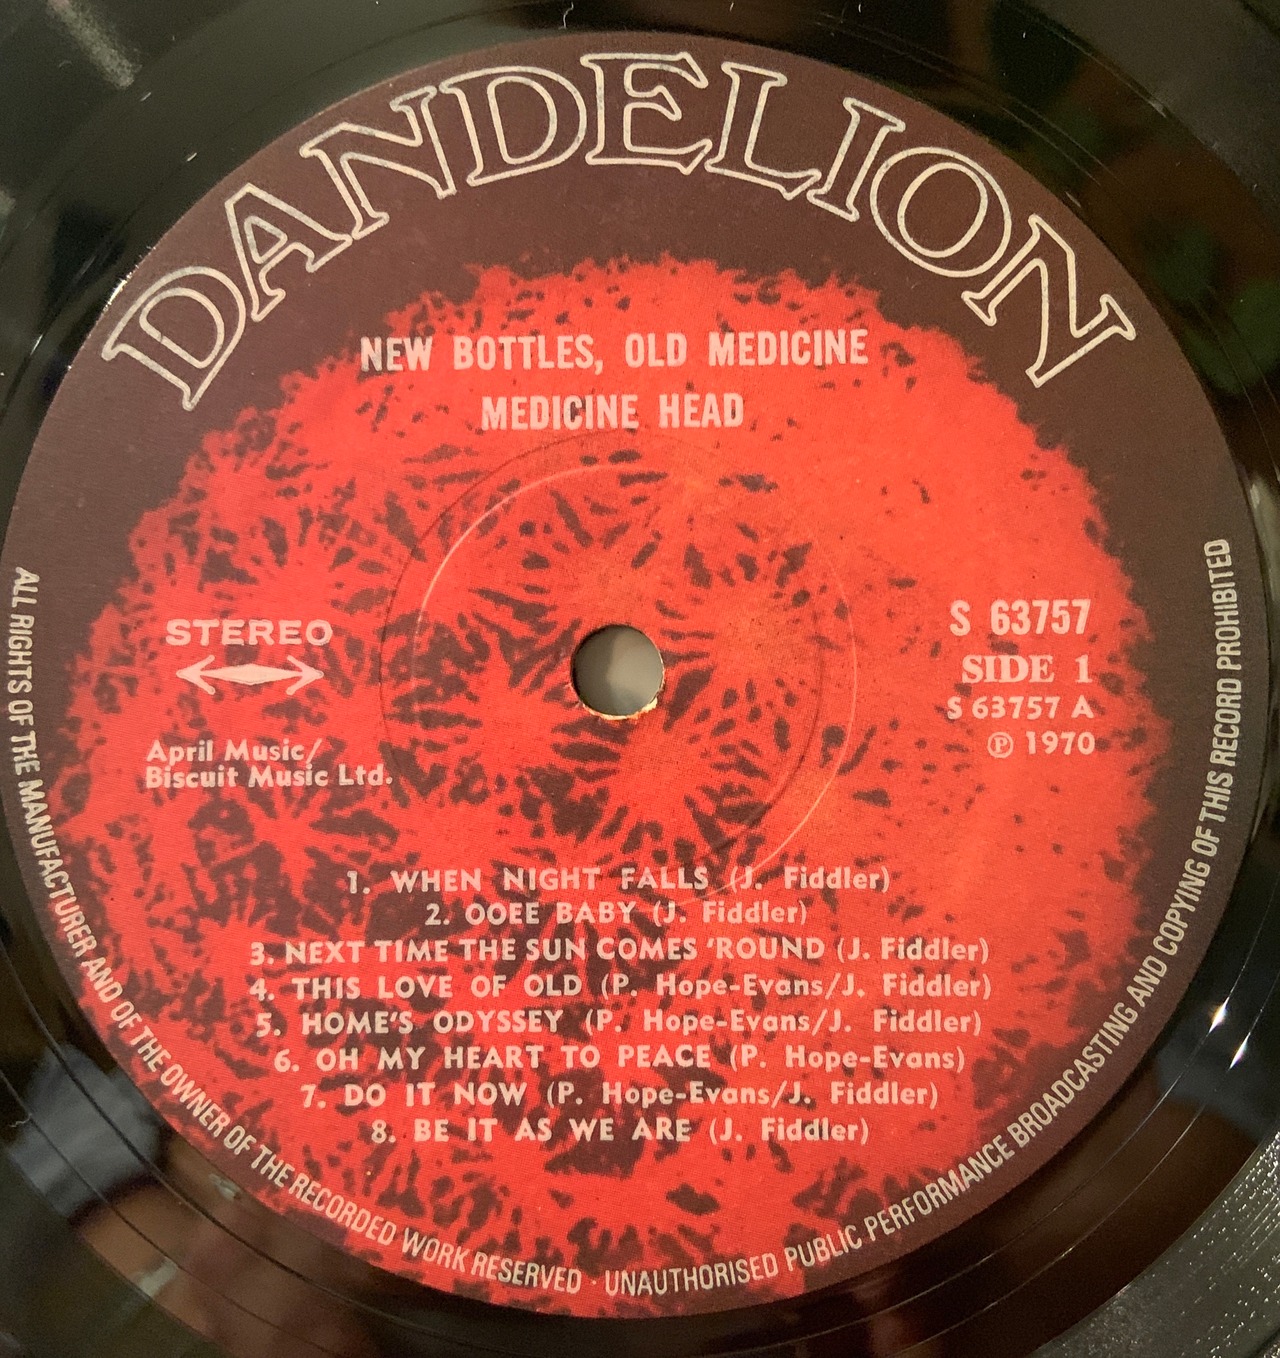 DANDELION
NEW BOTTLES, OLD MEDICINE
MEDICINE HEAD
STEREO
April Music/
Biscuit Music Ltd.
S 63757
SIDE 1
S 63757 A
Ⓟ 1970
1. WHEN NIGHT FALLS (J. Fiddler)
2. OOEE BABY (J. Fiddler)
3. NEXT TIME THE SUN COMES 'ROUND (J. Fiddler)
4. THIS LOVE OF OLD (P. Hope-Evans/J. Fiddler)
5. HOME'S ODYSSEY (P. Hope-Evans/J. Fiddler)
6. OH MY HEART TO PEACE (P. Hope-Evans)
7. DO IT NOW (P. Hope-Evans/J. Fiddler)
8. BE IT AS WE ARE (J. Fiddler)
ALL RIGHTS OF THE MANUFACTURER AND OF THE OWNER OF THE RECORDED WORK RESERVED · UNAUTHORISED PUBLIC PERFORMANCE BROADCASTING AND COPYING OF THIS RECORD PROHIBITED